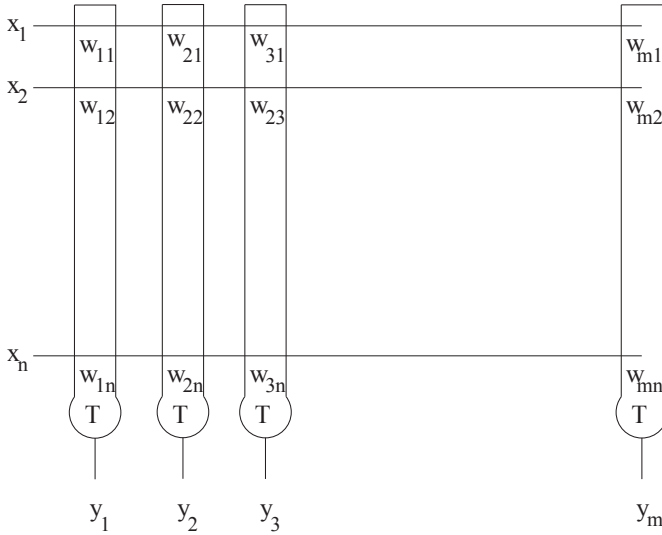 x1 w11 w21 w31 wm1
x2 w12 w22 w23 wm2
xn w1n w2n w3n wmn
T T T T
y1 y2 y3 ym